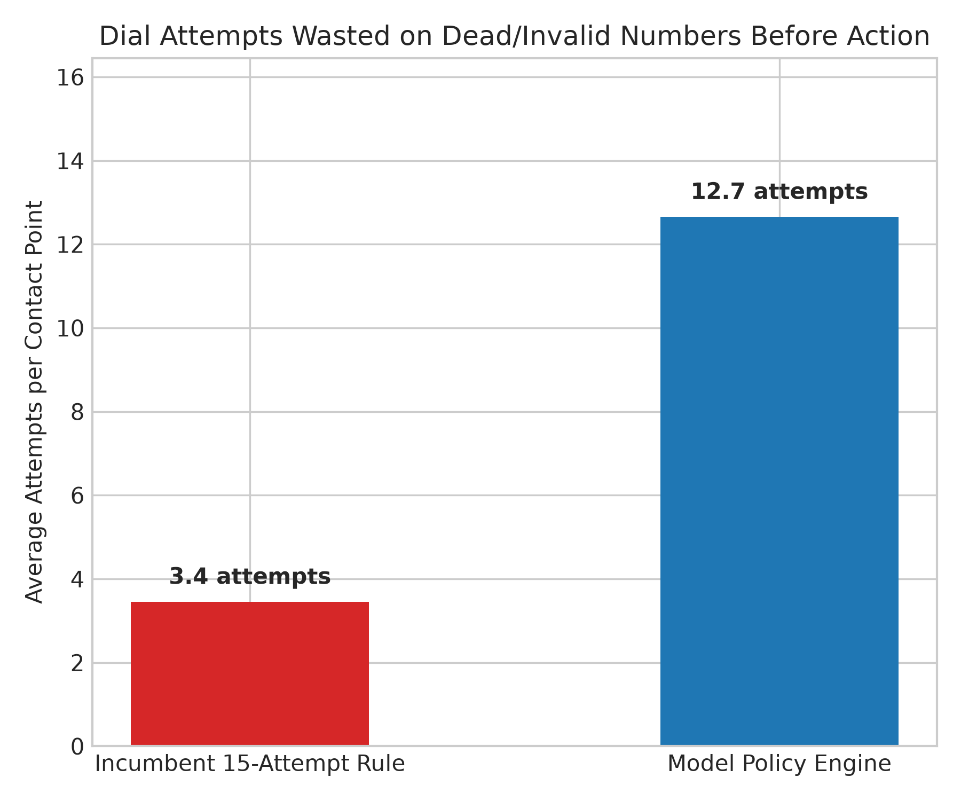 Dial Attempts Wasted on Dead/Invalid Numbers Before Action
Average Attempts per Contact Point
16
14
12
10
8
6
4
2
0
3.4 attempts
12.7 attempts
Incumbent 15-Attempt Rule
Model Policy Engine